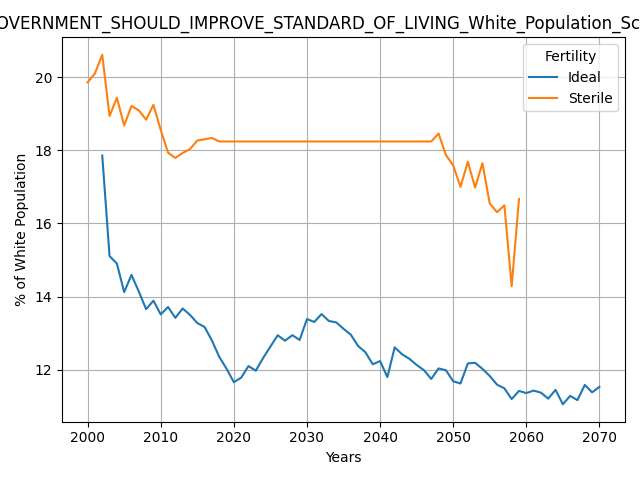 OVERNMENT_SHOULD_IMPROVE_STANDARD_OF_LIVING_White_Population_Sc
Fertility
Ideal
Sterile
20
18
16
14
12
% of White Population
2000 2010 2020 2030 2040 2050 2060 2070
Years